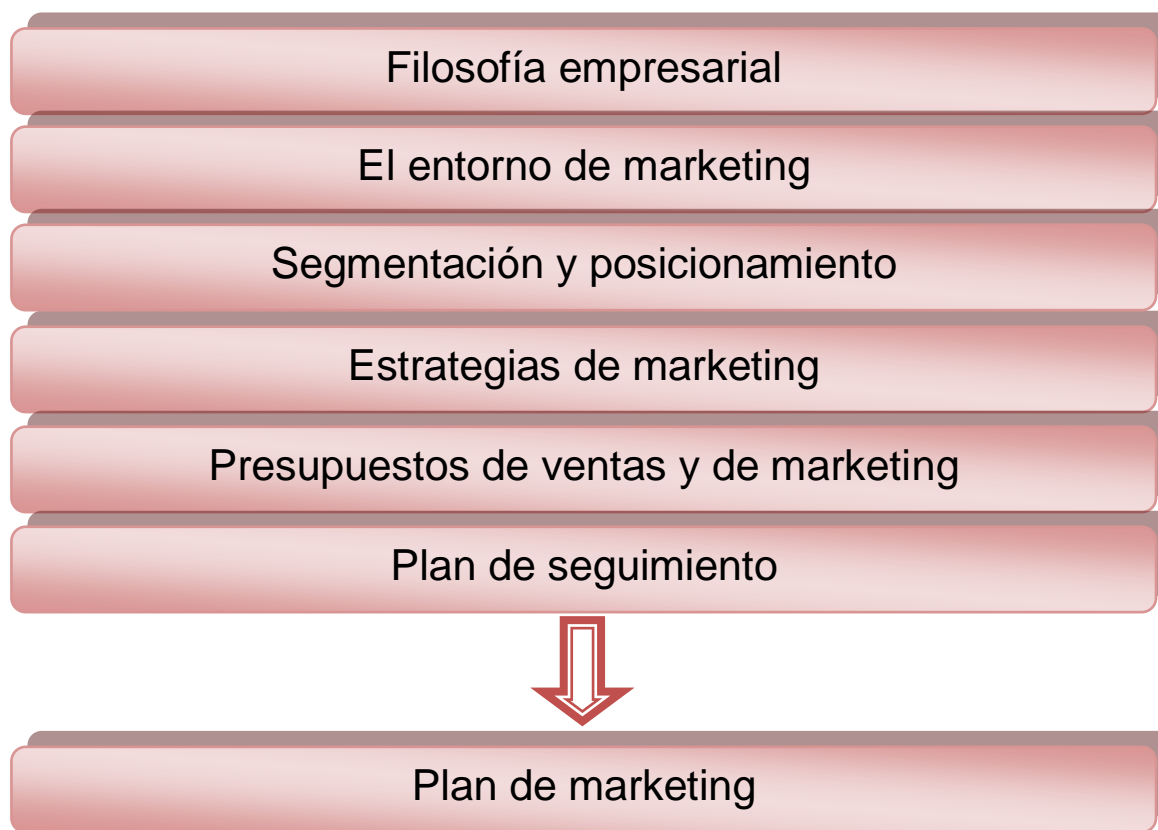 Filosofía empresarial
El entorno de marketing
Segmentación y posicionamiento
Estrategias de marketing
Presupuestos de ventas y de marketing
Plan de seguimiento
Plan de marketing